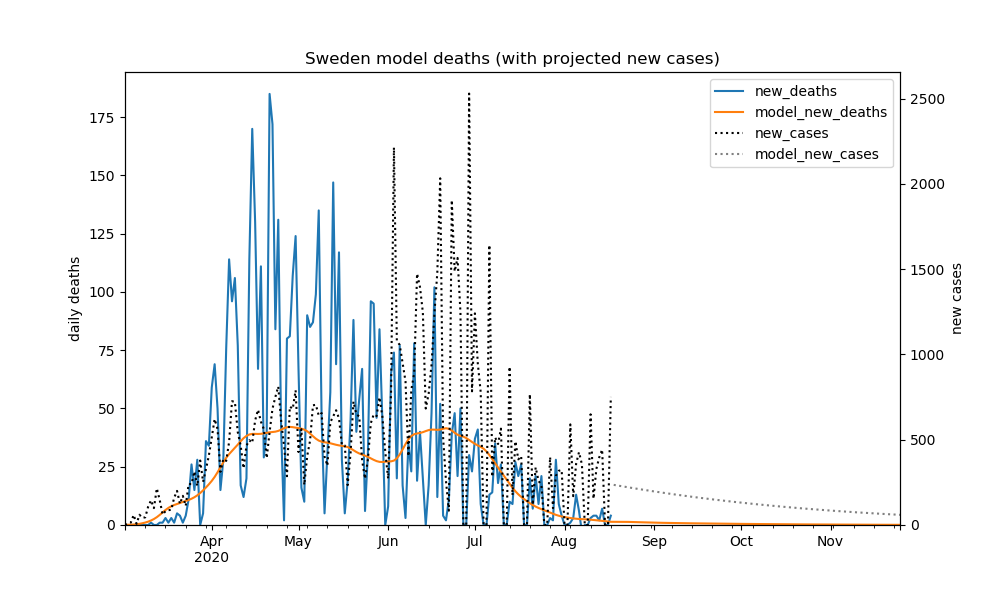 Sweden model deaths (with projected new cases)
new_deaths
model_new_deaths
new_cases
model_new_cases
daily deaths
175
150
125
100
75
50
25
0
2500
2000
1500
1000
500
0
new cases
Apr
2020
May
Jun
Jul
Aug
Sep
Oct
Nov